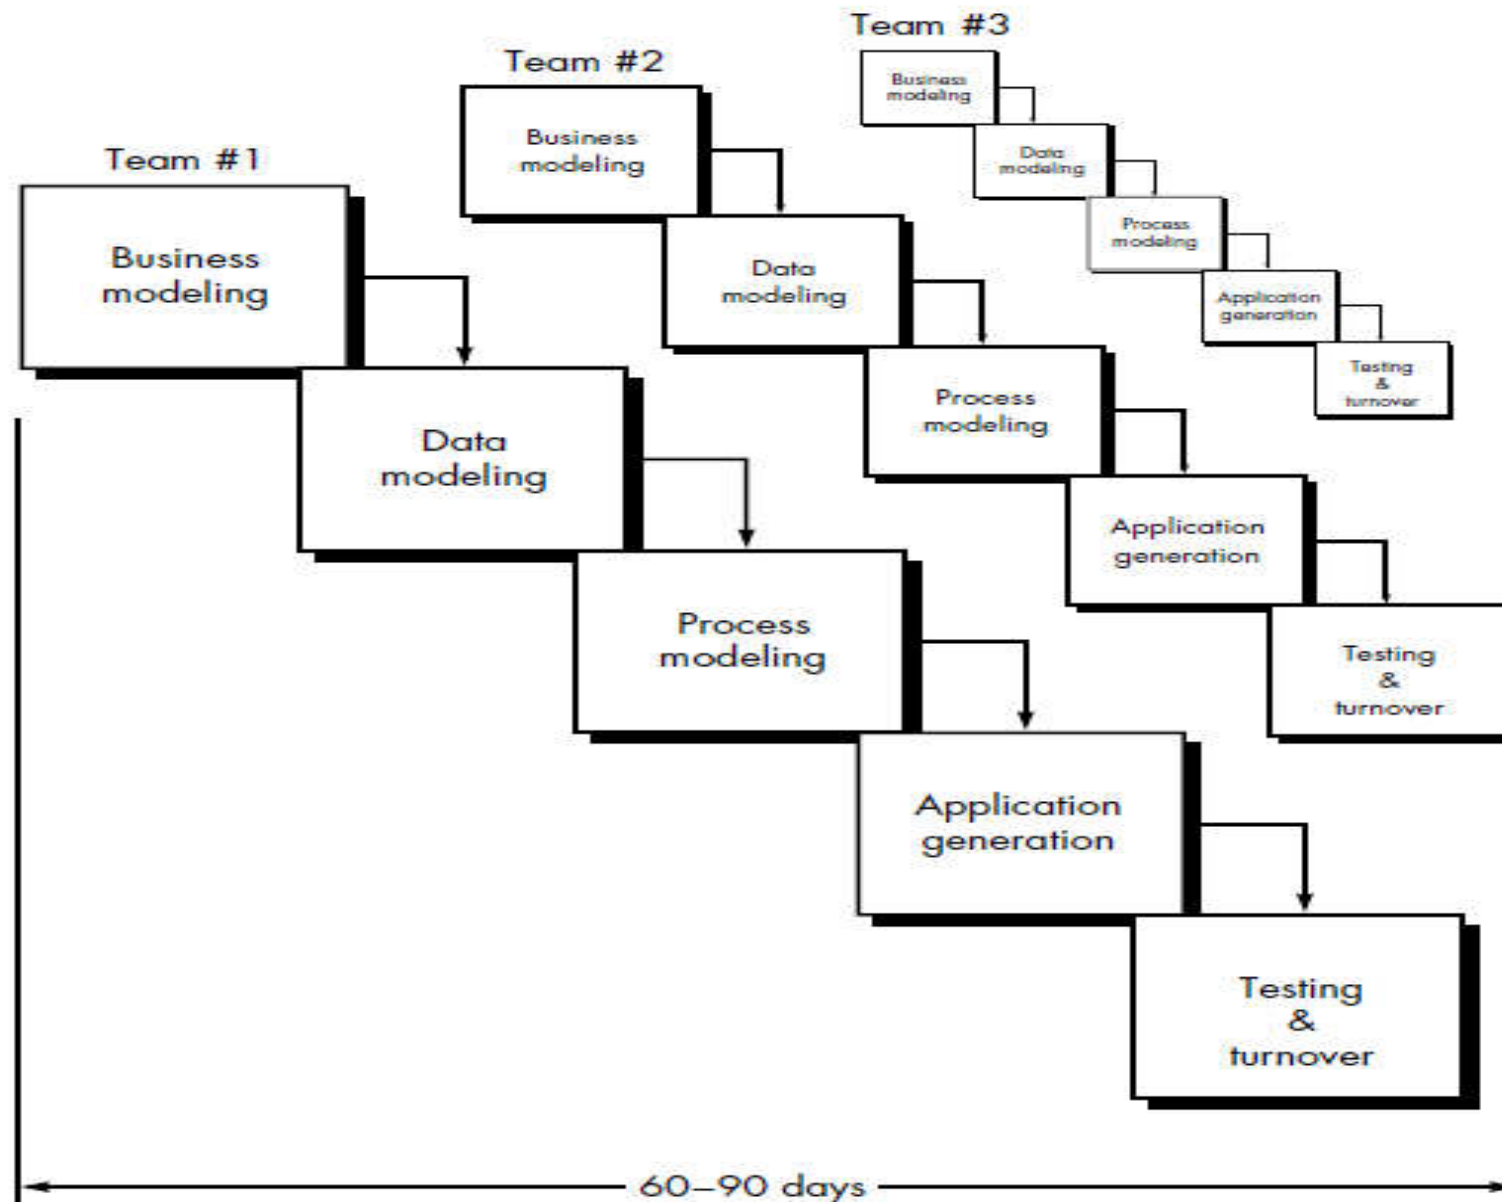 Team #1
Business
modeling
Data
modeling
Process
modeling
Application
generation
Testing
&
turnover
Team #2
Business
modeling
Data
modeling
Process
modeling
Application
generation
Testing
&
turnover
Team #3
Business
modeling
Data
modeling
Process
modeling
Application
generation
Testing
&
turnover
60–90 days